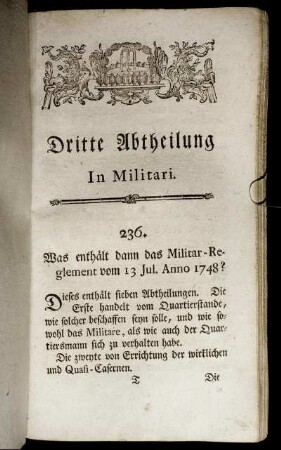 Dritte Abtheilung
In Militari.
236.
Was enthält dann das Militar-Re-
glement vom 13 Jul. Anno 1748?
Dieses enthält sieben Abtheilungen. Die
Erste handelt vom Quartierstande,
wie solcher beschaffen seyn solle, und wie so-
wohl das Militare, als wie auch der Quar-
tiersmann sich zu verhalten habe.
Die zweyte von Errichtung der wirklichen
und Quasi-Casernen.
T Die